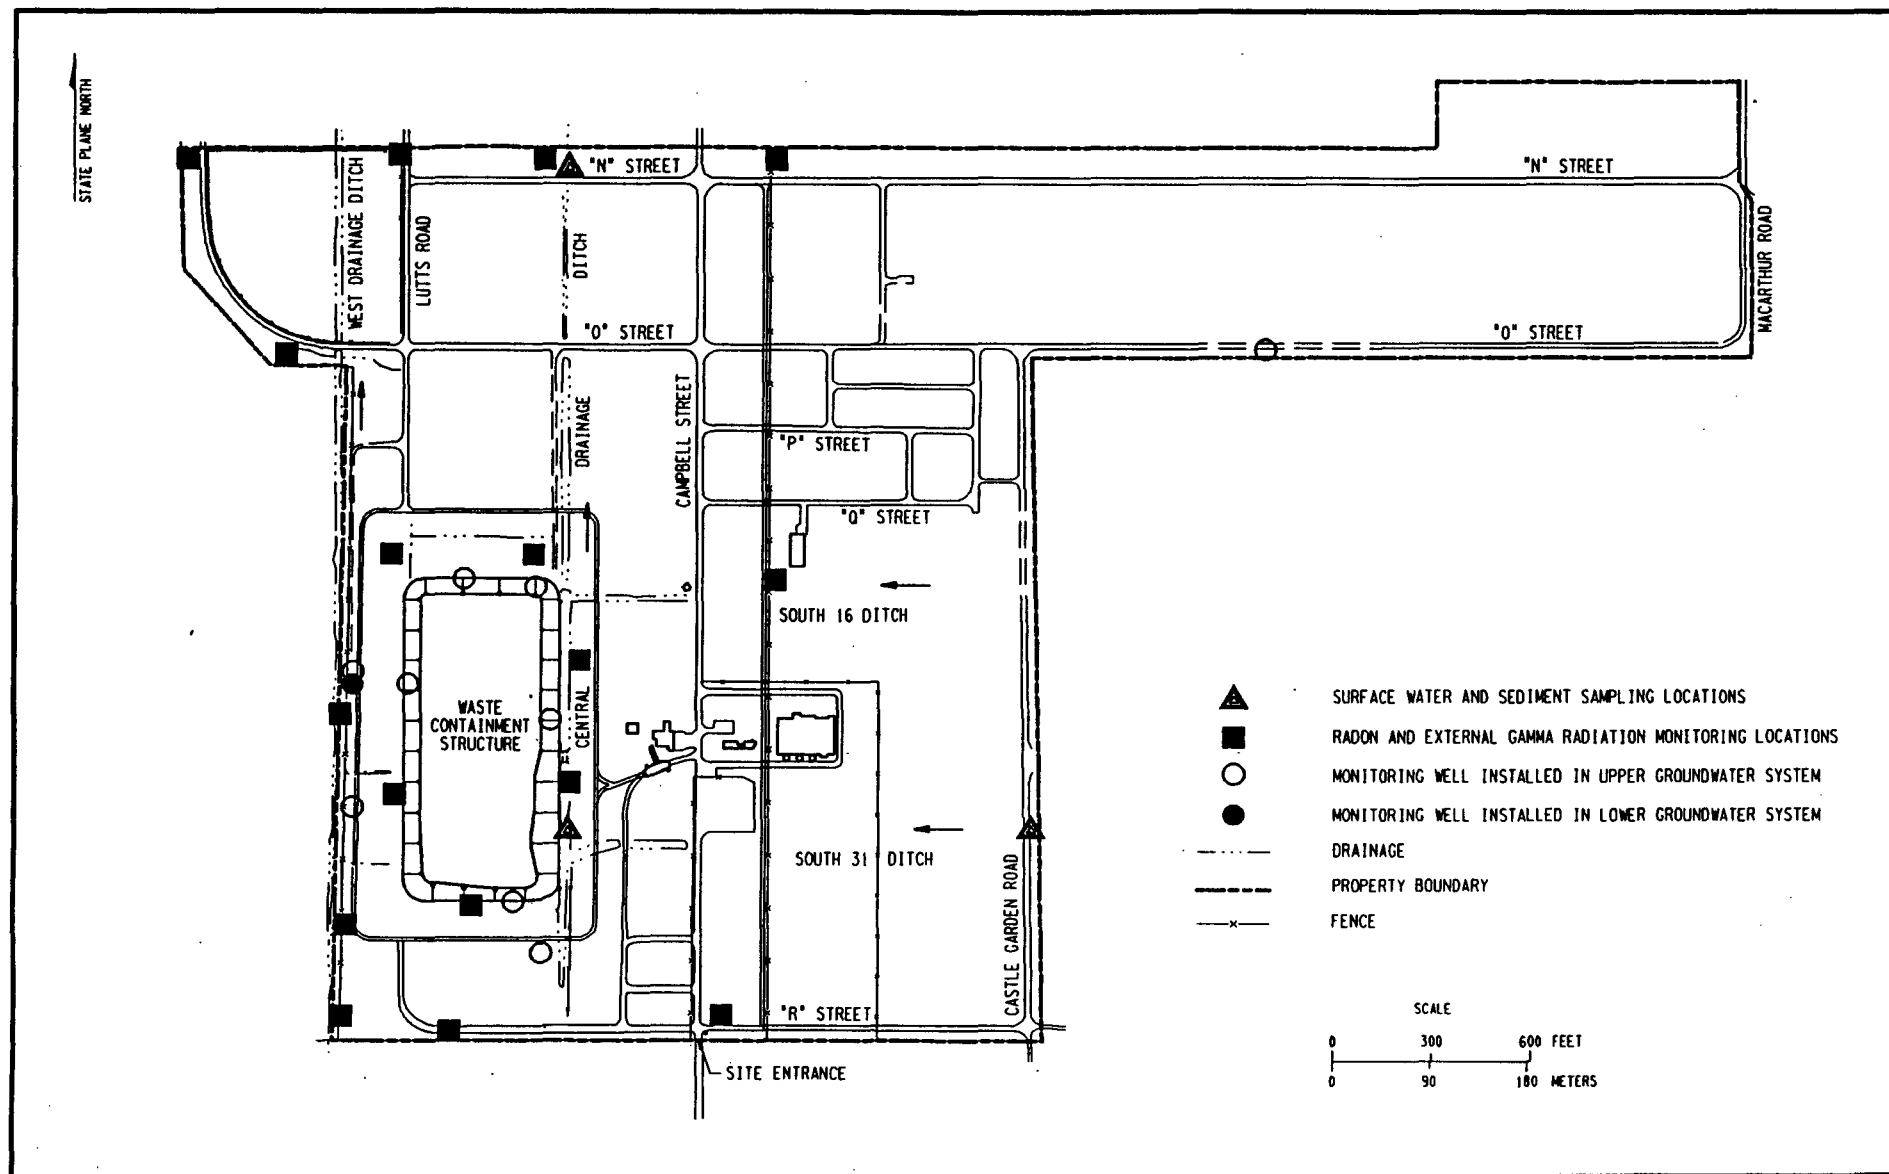 STATE PLANE NORTH
"N" STREET
"N" STREET
WEST DRAINAGE DITCH
LUTTS ROAD
DITCH
MACARTHUR ROAD
"O" STREET
"O" STREET
DRAINAGE
CAMPBELL STREET
"P" STREET
"Q" STREET
SOUTH 16 DITCH
WASTE
CONTAINMENT
STRUCTURE
CENTRAL
SOUTH 31 DITCH
CASTLE GARDEN ROAD
"R" STREET
SITE ENTRANCE
SURFACE WATER AND SEDIMENT SAMPLING LOCATIONS
RADON AND EXTERNAL GAMMA RADIATION MONITORING LOCATIONS
MONITORING WELL INSTALLED IN UPPER GROUNDWATER SYSTEM
MONITORING WELL INSTALLED IN LOWER GROUNDWATER SYSTEM
DRAINAGE
PROPERTY BOUNDARY
FENCE
SCALE
0 300 600 FEET
0 90 180 METERS